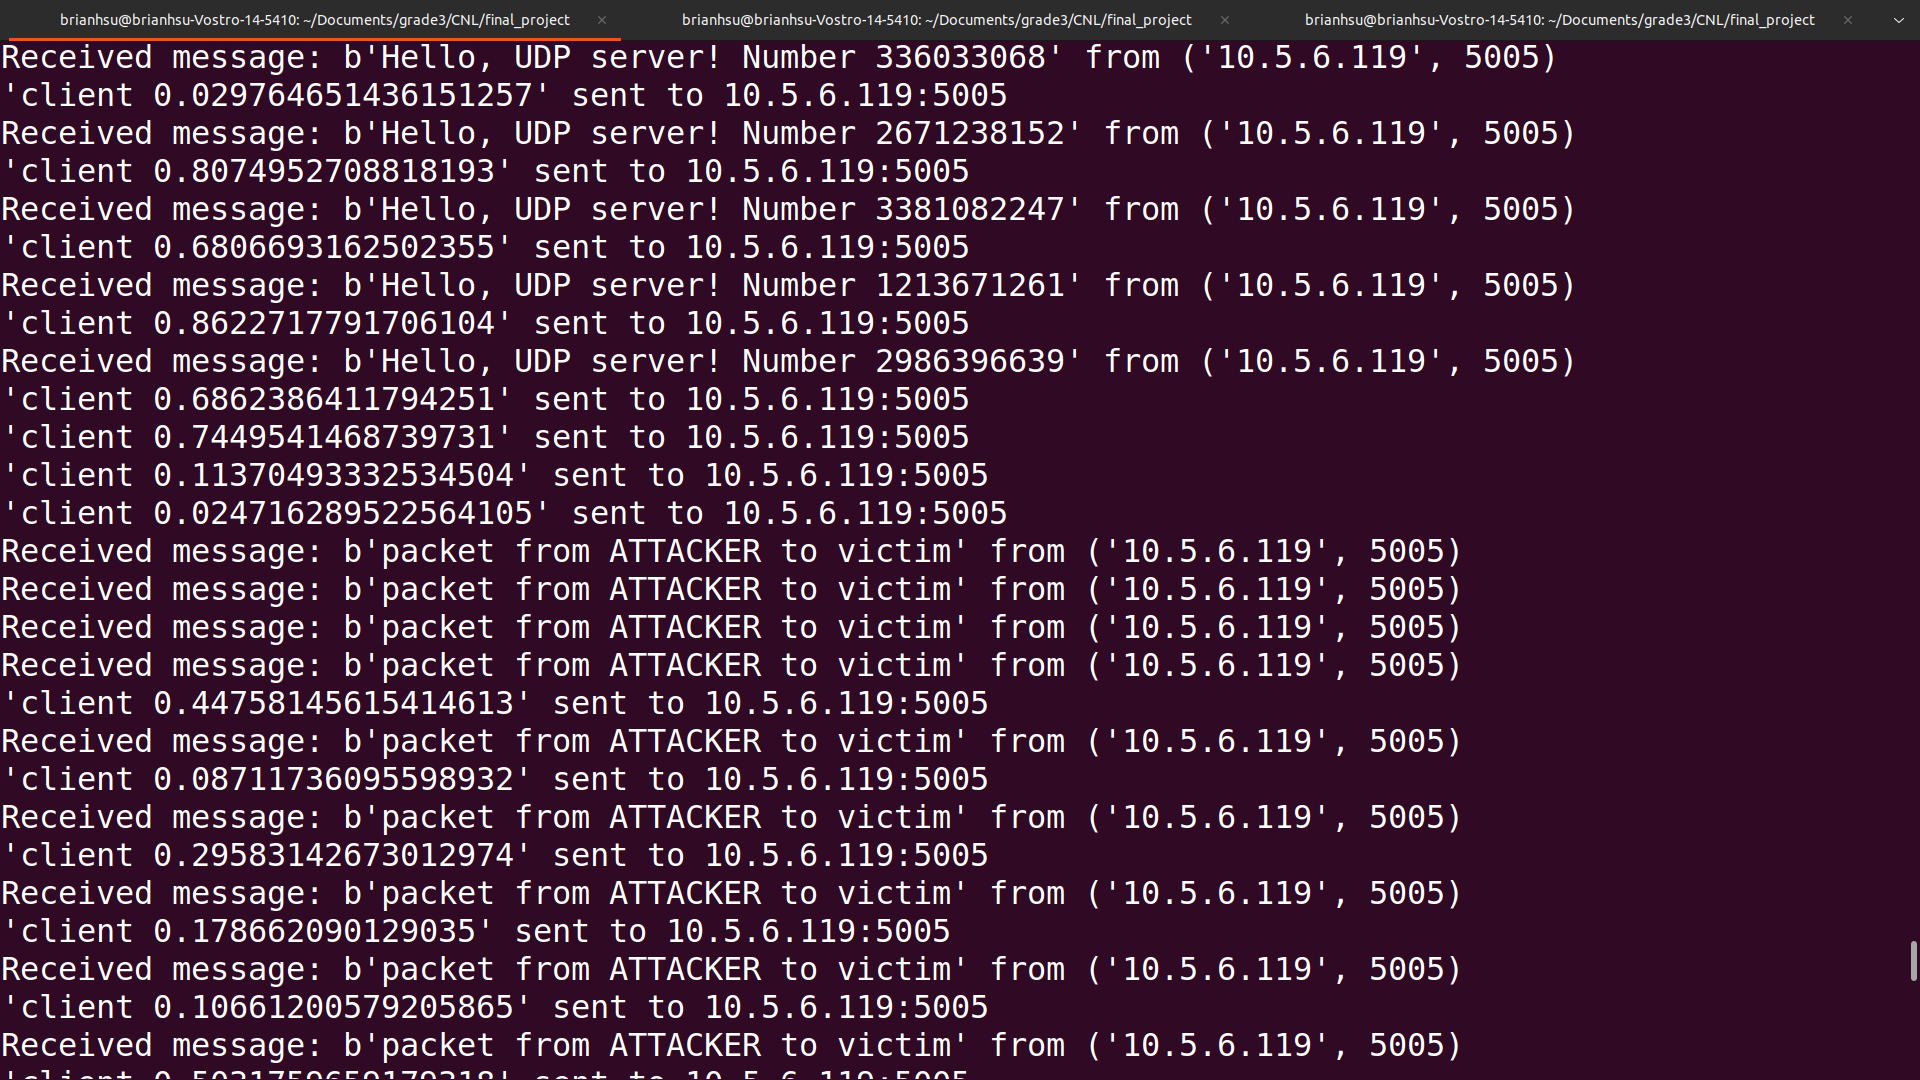 brianhsu@brianhsu-Vostro-14-5410: ~/Documents/grade3/CNL/final_project × brianhsu@brianhsu-Vostro-14-5410: ~/Documents/grade3/CNL/final_project × brianhsu@brianhsu-Vostro-14-5410: ~/Documents/grade3/CNL/final_project ×
Received message: b'Hello, UDP server! Number 336033068' from ('10.5.6.119', 5005)
'client 0.029764651436151257' sent to 10.5.6.119:5005
Received message: b'Hello, UDP server! Number 2671238152' from ('10.5.6.119', 5005)
'client 0.8074952708818193' sent to 10.5.6.119:5005
Received message: b'Hello, UDP server! Number 3381082247' from ('10.5.6.119', 5005)
'client 0.6806693162502355' sent to 10.5.6.119:5005
Received message: b'Hello, UDP server! Number 1213671261' from ('10.5.6.119', 5005)
'client 0.8622717791706104' sent to 10.5.6.119:5005
Received message: b'Hello, UDP server! Number 2986396639' from ('10.5.6.119', 5005)
'client 0.6862386411794251' sent to 10.5.6.119:5005
'client 0.7449541468739731' sent to 10.5.6.119:5005
'client 0.11370493332534504' sent to 10.5.6.119:5005
'client 0.024716289522564105' sent to 10.5.6.119:5005
Received message: b'packet from ATTACKER to victim' from ('10.5.6.119', 5005)
Received message: b'packet from ATTACKER to victim' from ('10.5.6.119', 5005)
Received message: b'packet from ATTACKER to victim' from ('10.5.6.119', 5005)
Received message: b'packet from ATTACKER to victim' from ('10.5.6.119', 5005)
'client 0.44758145615414613' sent to 10.5.6.119:5005
Received message: b'packet from ATTACKER to victim' from ('10.5.6.119', 5005)
'client 0.08711736095598932' sent to 10.5.6.119:5005
Received message: b'packet from ATTACKER to victim' from ('10.5.6.119', 5005)
'client 0.29583142673012974' sent to 10.5.6.119:5005
Received message: b'packet from ATTACKER to victim' from ('10.5.6.119', 5005)
'client 0.178662090129035' sent to 10.5.6.119:5005
Received message: b'packet from ATTACKER to victim' from ('10.5.6.119', 5005)
'client 0.10661200579205865' sent to 10.5.6.119:5005
Received message: b'packet from ATTACKER to victim' from ('10.5.6.119', 5005)
'client sent to 10.5.6.119:5005